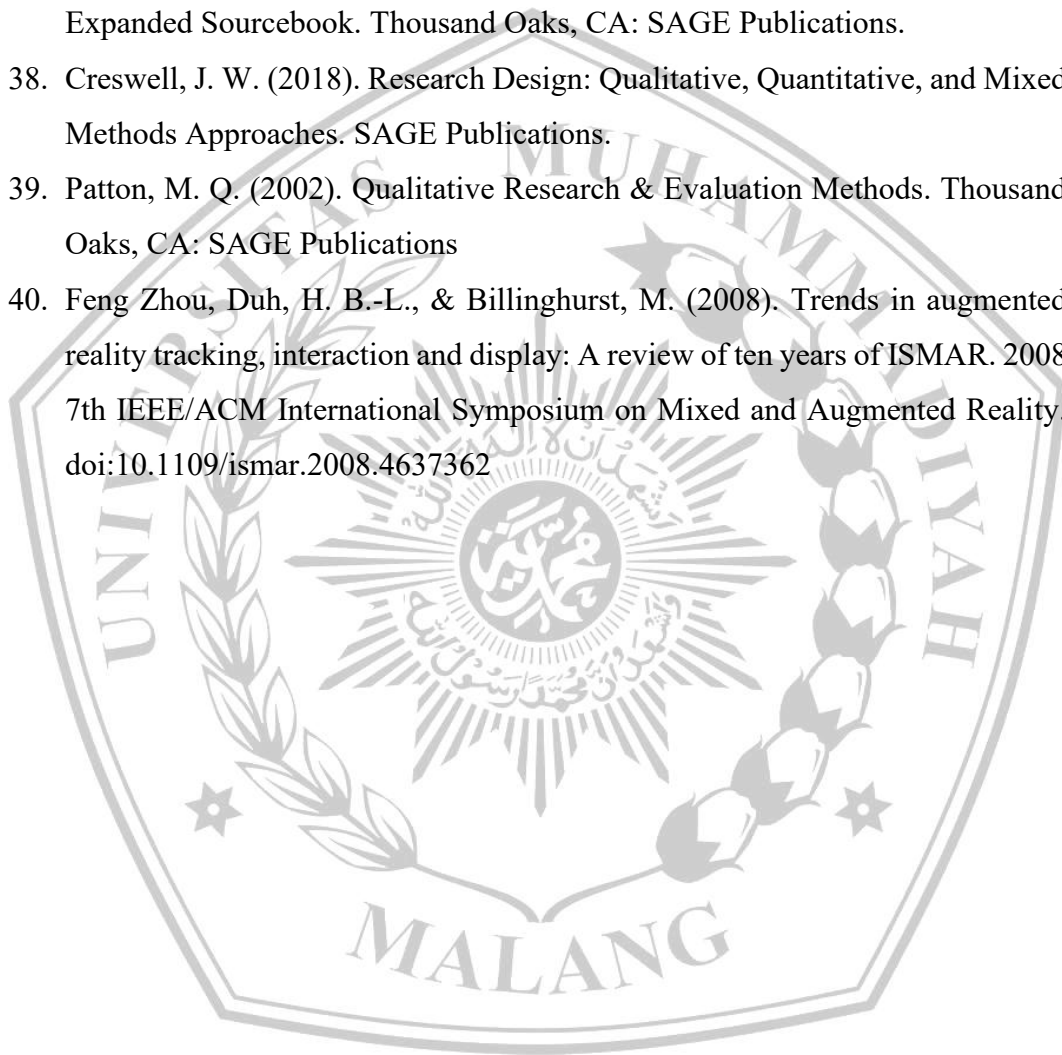 Expanded Sourcebook. Thousand Oaks, CA: SAGE Publications.
38. Creswell, J. W. (2018). Research Design: Qualitative, Quantitative, and Mixed
Methods Approaches. SAGE Publications.
39. Patton, M. Q. (2002). Qualitative Research & Evaluation Methods. Thousand
Oaks, CA: SAGE Publications
40. Feng Zhou, Duh, H. B.-L., & Billinghurst, M. (2008). Trends in augmented
reality tracking, interaction and display: A review of ten years of ISMAR. 2008
7th IEEE/ACM International Symposium on Mixed and Augmented Reality.
doi:10.1109/ismar.2008.4637362
UNIVERSITAS MUHAMMADIYAH
MALANG